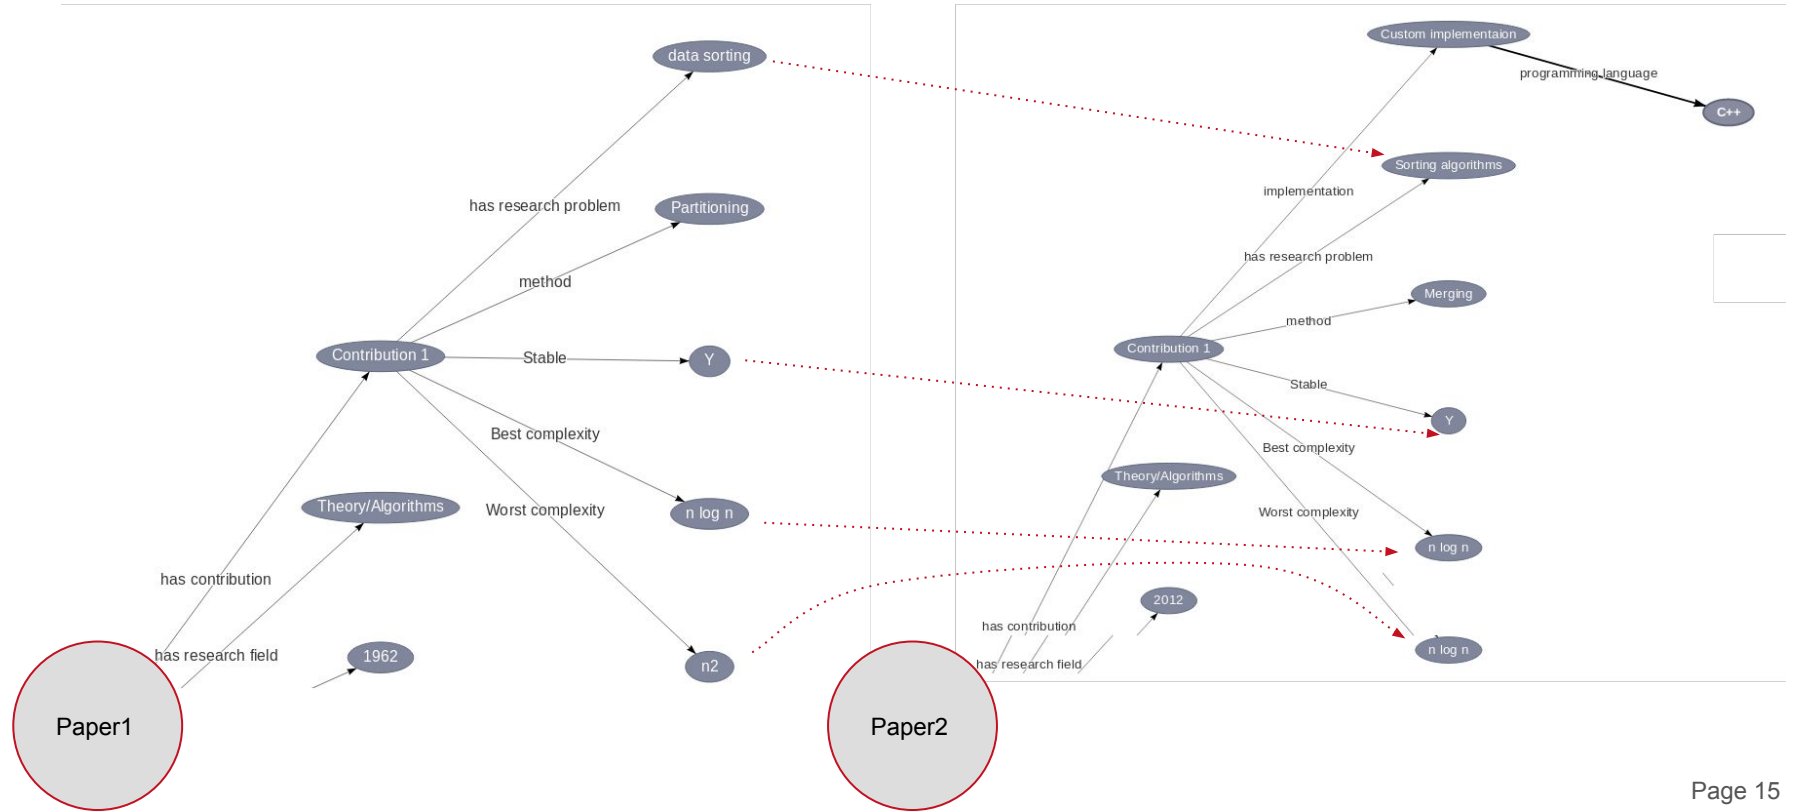 data sorting
has research problem
Partitioning
method
Contribution 1
Stable
Y
Best complexity
Theory/Algorithms
n log n
Worst complexity
has contribution
has research field
1962
n2
Paper1
Custom implementaion
programming language
C++
Sorting algorithms
implementation
has research problem
Merging
method
Contribution 1
Stable
Y
Best complexity
Theory/Algorithms
Worst complexity
n log n
2012
has contribution
n log n
has research field
Paper2
Page 15